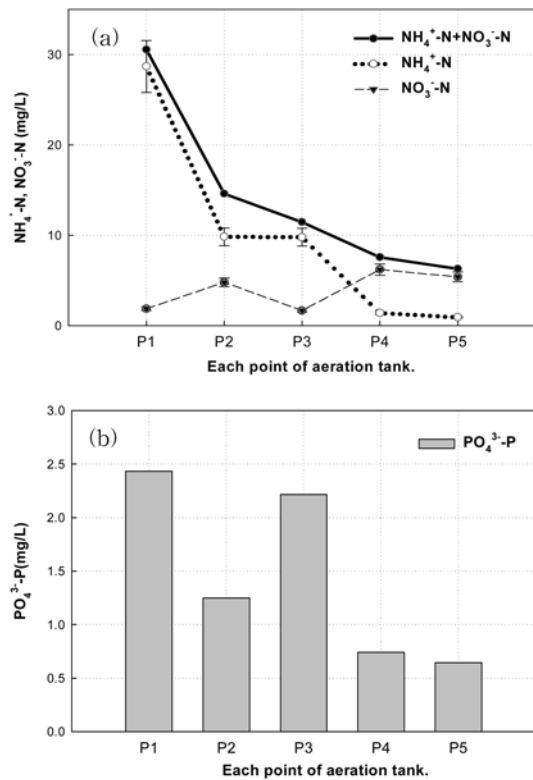 (a)
NH₄⁺-N+NO₃⁻-N
NH₄⁺-N
NO₃⁻-N
30
20
10
0
NH₄⁺-N, NO₃⁻-N (mg/L)
P1 P2 P3 P4 P5
Each point of aeration tank.
(b)
PO₄³⁻-P
3.0
2.5
2.0
1.5
1.0
0.5
0.0
PO₄³⁻-P(mg/L)
P1 P2 P3 P4 P5
Each point of aeration tank.